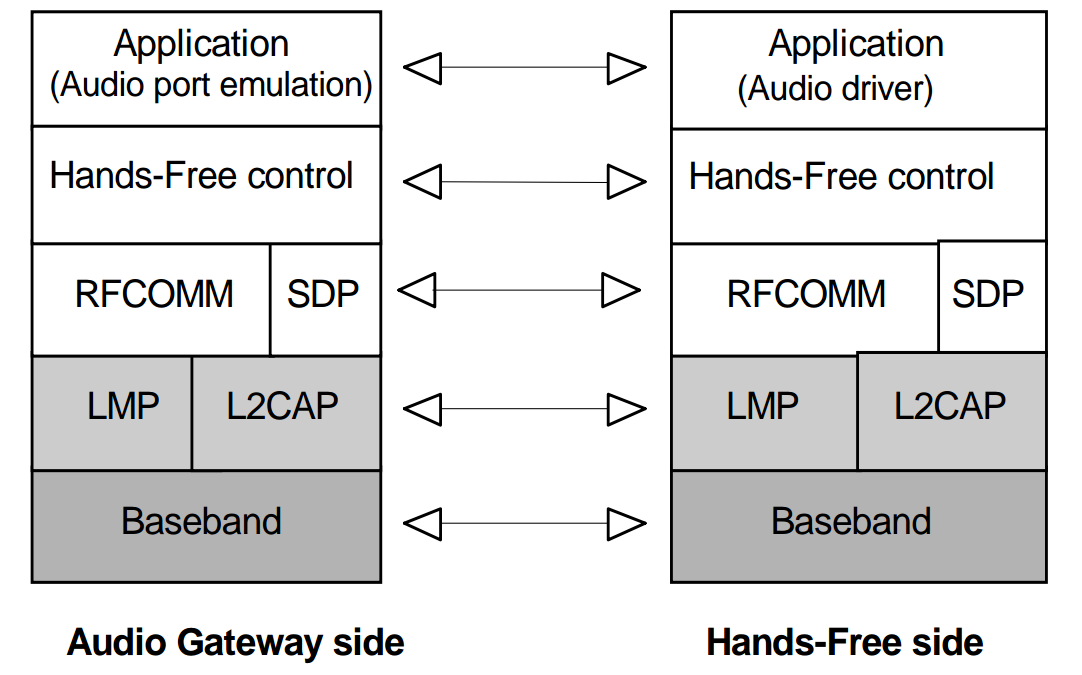 Application
(Audio port emulation)
Hands-Free control
RFCOMM
SDP
LMP
L2CAP
Baseband
Audio Gateway side
Application
(Audio driver)
Hands-Free control
RFCOMM
SDP
LMP
L2CAP
Baseband
Hands-Free side